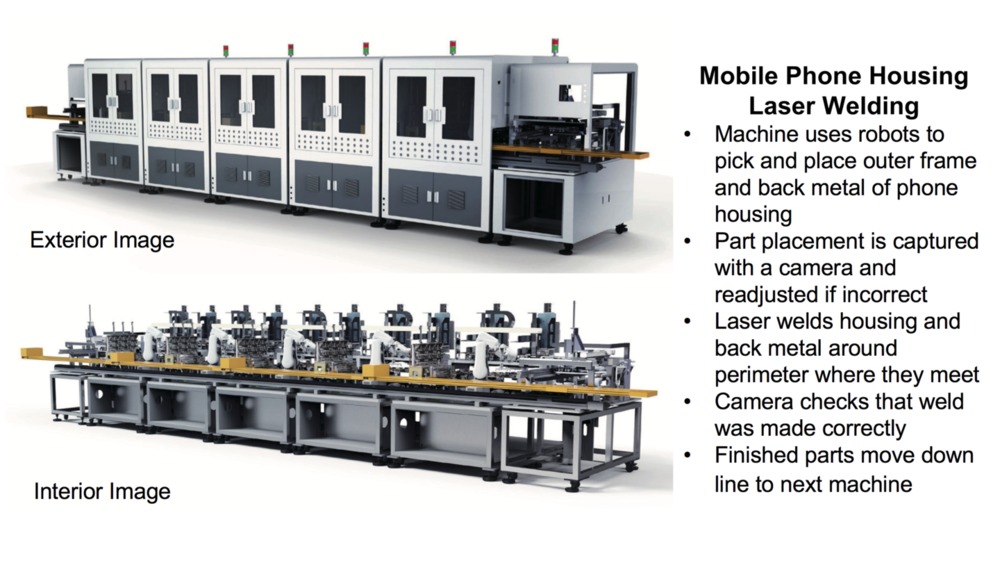 Mobile Phone Housing
Laser Welding
• Machine uses robots to
pick and place outer frame
and back metal of phone
housing
• Part placement is captured
with a camera and
readjusted if incorrect
• Laser welds housing and
back metal around
perimeter where they meet
• Camera checks that weld
was made correctly
• Finished parts move down
line to next machine
Exterior Image
Interior Image